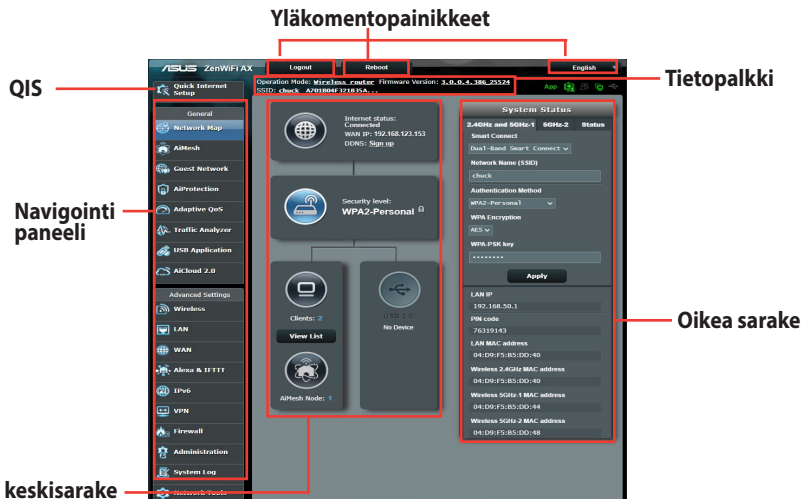 Yläkomentopainikkeet
/SUS ZenWiFi AX
Logout
Reboot
English
QIS
Quick Internet
Setup
Operation Mode: Wireless router Firmware Version: 3.0.0.4.386_25524
SSID: chuck A701B04F321835A...
App
Tietopalkki
General
Network Map
AiMesh
Guest Network
AiProtection
Adaptive QoS
Traffic Analyzer
USB Application
AiCloud 2.0
Navigointi
paneeli
Advanced Settings
Wireless
LAN
WAN
Alexa & IFTTT
IPv6
VPN
Firewall
Administration
System Log
Network Tools
Internet status:
Connected
WAN IP: 192.168.123.153
DDNS: Sign up
Security level:
WPA2-Personal
Clients: 2
View List
AiMesh Node: 1
USB 2.0
No Device
System Status
2.4GHz and 5GHz-1 5GHz-2 Status
Smart Connect
Dual-Band Smart Connect
Network Name (SSID)
chuck
Authentication Method
WPA2-Personal
WPA Encryption
AES
WPA-PSK key
········
Apply
LAN IP
192.168.50.1
PIN code
76319143
LAN MAC address
04:D9:F5:B5:DD:40
Wireless 2.4GHz MAC
address
04:D9:F5:B5:DD:40
Wireless 5GHz-1 MAC
address
04:D9:F5:B5:DD:44
Wireless 5GHz-2 MAC
address
04:D9:F5:B5:DD:48
Oikea sarake
keskisarake